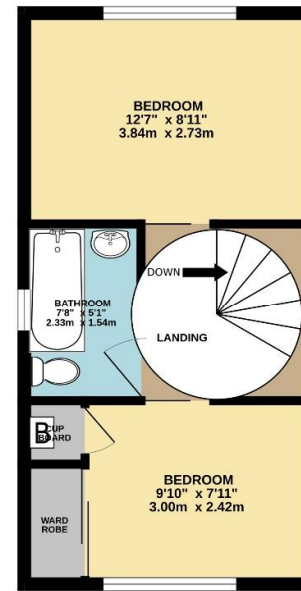 BEDROOM
12'7" x 8'11"
3.84m x 2.73m
DOWN
BATHROOM
7'8" x 5'1"
2.33m x 1.54m
LANDING
B
CUP
BOARD
BEDROOM
9'10" x 7'11"
3.00m x 2.42m
WARD
ROBE